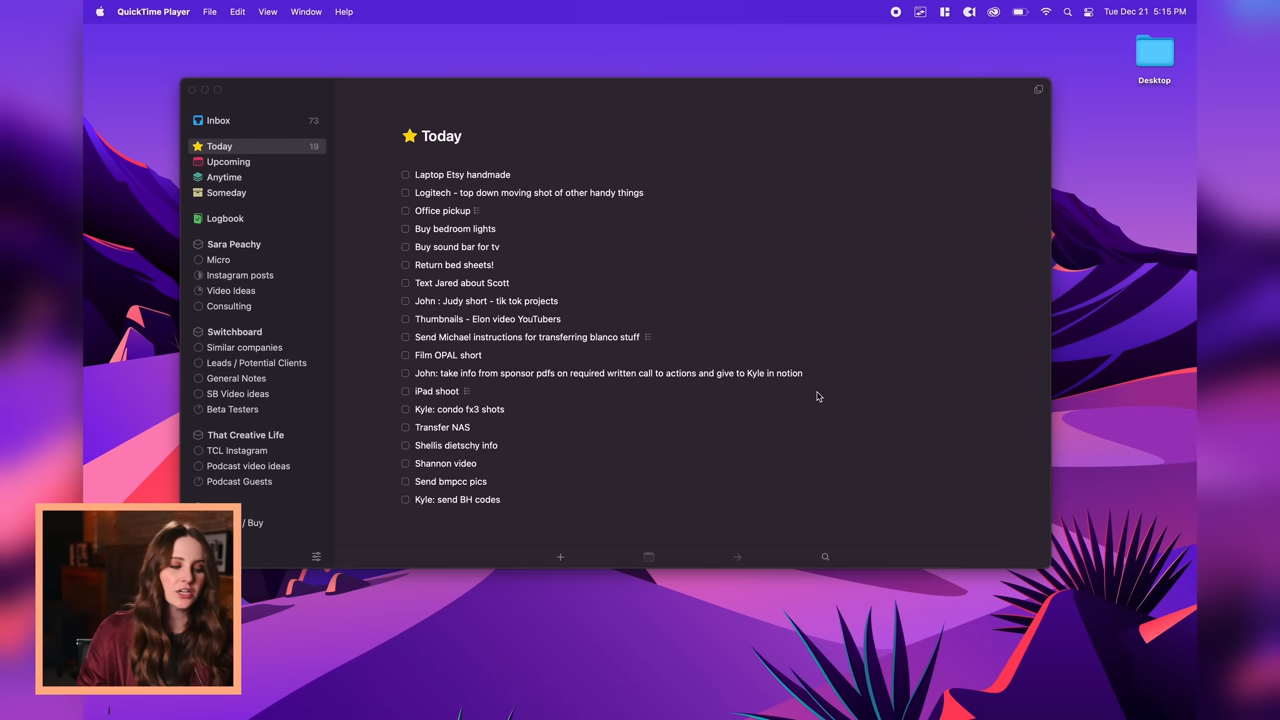 QuickTime Player File Edit View Window Help Tue Dec 21 5:15 PM
Desktop
Inbox 73
Today 19
Upcoming
Anytime
Someday
Logbook
Sara Peachy
Micro
Instagram posts
Video Ideas
Consulting
Switchboard
Similar companies
Leads / Potential Clients
General Notes
SB Video ideas
Beta Testers
That Creative Life
TCL Instagram
Podcast video ideas
Podcast Guests
/ Buy
Today
Laptop Etsy handmade
Logitech - top down moving shot of other handy things
Office pickup
Buy bedroom lights
Buy sound bar for tv
Return bed sheets!
Text Jared about Scott
John : Judy short - tik tok projects
Thumbnails - Elon video YouTubers
Send Michael instructions for transferring blanco stuff
Film OPAL short
John: take info from sponsor pdfs on required written call to actions and give to Kyle in notion
iPad shoot
Kyle: condo fx3 shots
Transfer NAS
Shellis dietschy info
Shannon video
Send bmpcc pics
Kyle: send BH codes